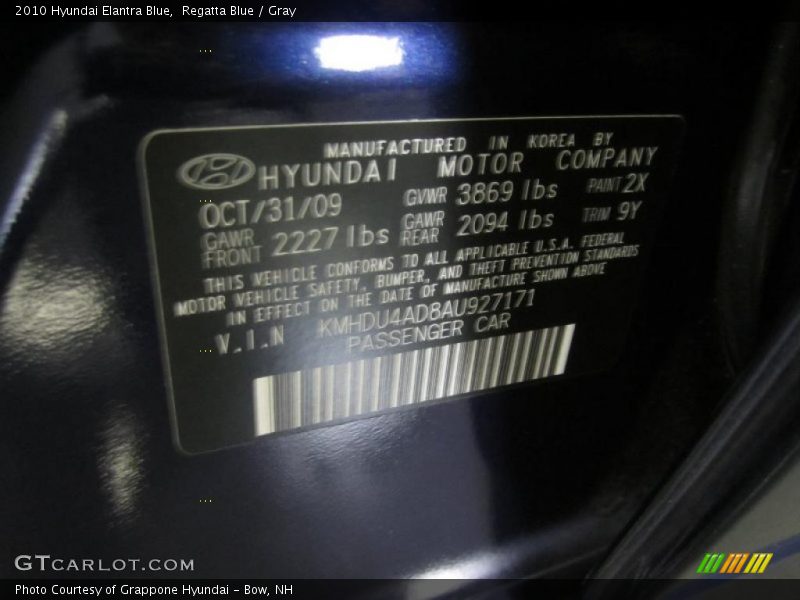 2010 Hyundai Elantra Blue,  Regatta Blue / Gray
MANUFACTURED IN KOREA BY
HYUNDAI MOTOR COMPANY
OCT/31/09 GVWR 3869 lbs PAINT 2X
GAWR FRONT 2227 lbs GAWR REAR 2094 lbs TRIM 9Y
THIS VEHICLE CONFORMS TO ALL APPLICABLE U.S.A. FEDERAL
MOTOR VEHICLE SAFETY, BUMPER, AND THEFT PREVENTION STANDARDS
IN EFFECT ON THE DATE OF MANUFACTURE SHOWN ABOVE
V.I.N KMHDU4AD8AU927171
PASSENGER CAR
GTCARLOT.COM
Photo Courtesy of Grappone Hyundai - Bow, NH